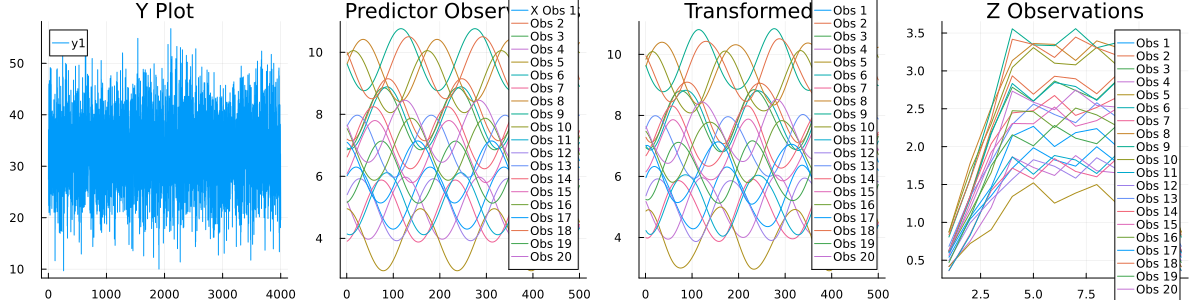 Y Plot
y1
50
40
30
20
10
0
1000
2000
3000
4000
Predictor Obser
X Obs 1
Obs 2
Obs 3
Obs 4
Obs 5
Obs 6
Obs 7
Obs 8
Obs 9
Obs 10
Obs 11
Obs 12
Obs 13
Obs 14
Obs 15
Obs 16
Obs 17
Obs 18
Obs 19
Obs 20
10
8
6
4
0
100
200
300
400
500
Transformed
Obs 1
Obs 2
Obs 3
Obs 4
Obs 5
Obs 6
Obs 7
Obs 8
Obs 9
Obs 10
Obs 11
Obs 12
Obs 13
Obs 14
Obs 15
Obs 16
Obs 17
Obs 18
Obs 19
Obs 20
10
8
6
4
0
100
200
300
400
500
Z Observations
Obs 1
Obs 2
Obs 3
Obs 4
Obs 5
Obs 6
Obs 7
Obs 8
Obs 9
Obs 10
Obs 11
Obs 12
Obs 13
Obs 14
Obs 15
Obs 16
Obs 17
Obs 18
Obs 19
Obs 20
3.5
3.0
2.5
2.0
1.5
1.0
0.5
2.5
5.0
7.5